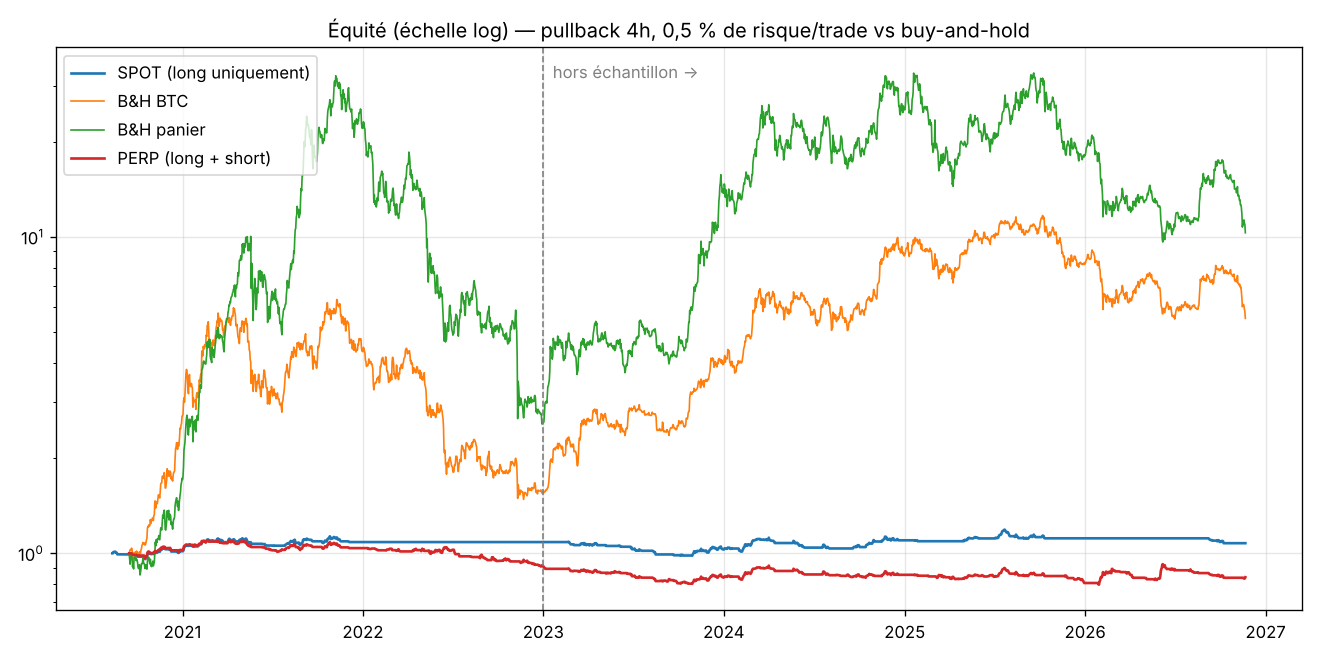 Équité (échelle log) — pullback 4h, 0,5 % de risque/trade vs buy-and-hold
SPOT (long uniquement)
B&H BTC
B&H panier
PERP (long + short)
hors échantillon →
10¹
10⁰
2021 2022 2023 2024 2025 2026 2027